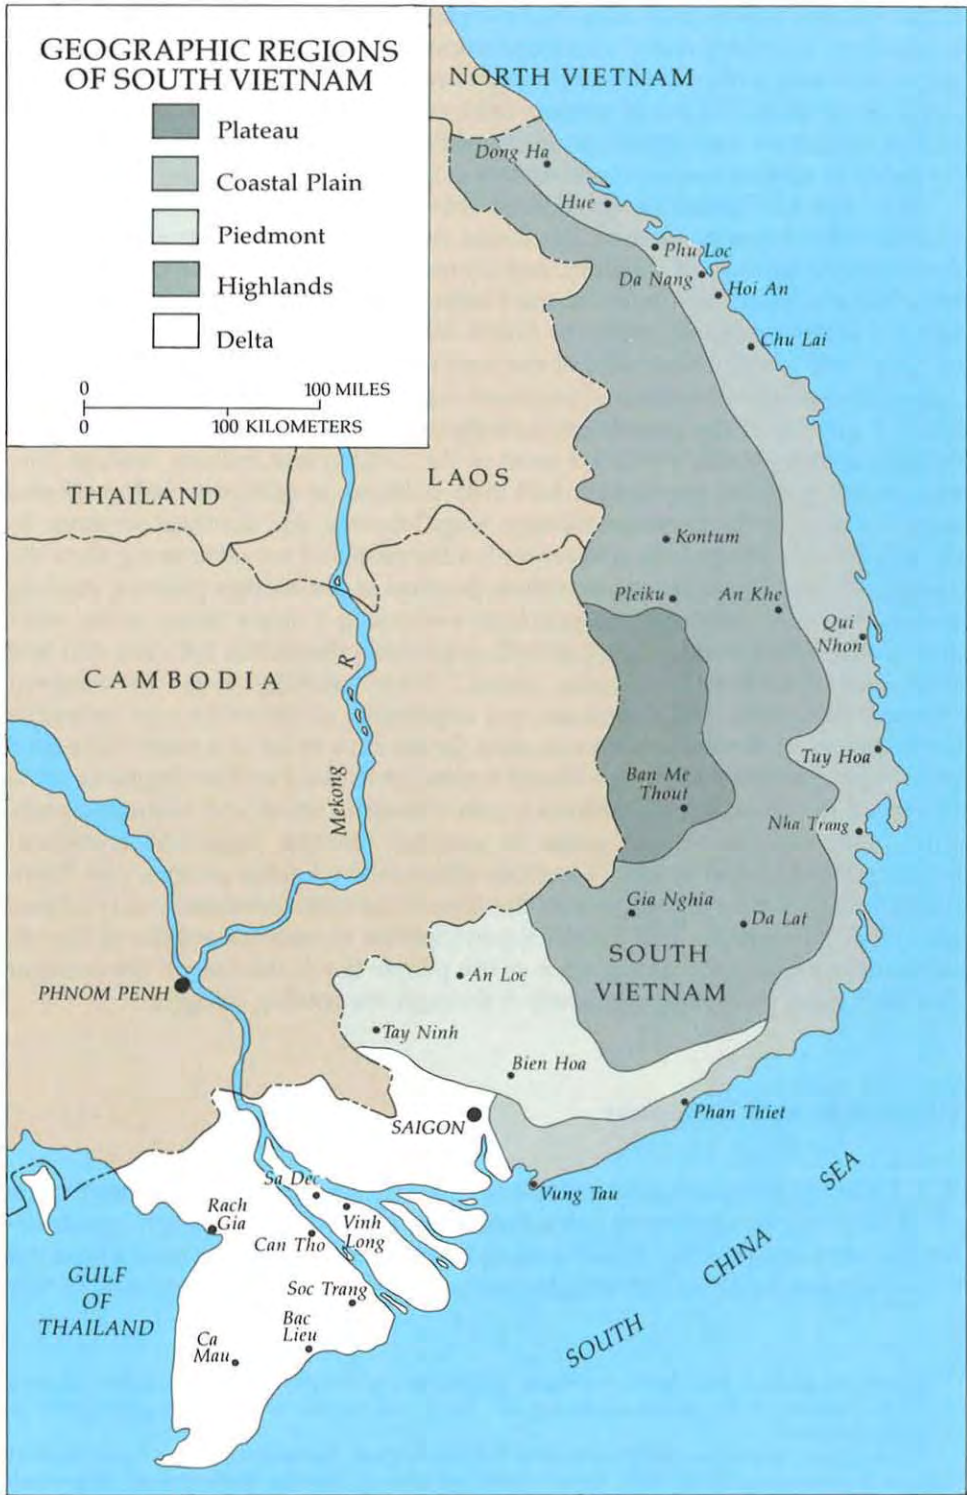 GEOGRAPHIC REGIONS
OF SOUTH VIETNAM
Plateau
Coastal Plain
Piedmont
Highlands
Delta
0 100 MILES
0 100 KILOMETERS
NORTH VIETNAM
Dong Ha
Hue
Phu Loc
Da Nang
Hoi An
Chu Lai
THAILAND
LAOS
Kontum
Pleiku
An Khe
Qui
Nhon
CAMBODIA
Mekong R
Tuy Hoa
Ban Me
Thout
Nha Trang
Gia Nghia
Da Lat
SOUTH
VIETNAM
An Loc
PHNOM PENH
Tay Ninh
Bien Hoa
Phan Thiet
SAIGON
Vung Tau
Sa Dec
Rach
Gia
Vinh
Long
Can Tho
Soc Trang
Bac
Lieu
Ca
Mau
GULF
OF
THAILAND
SOUTH CHINA SEA